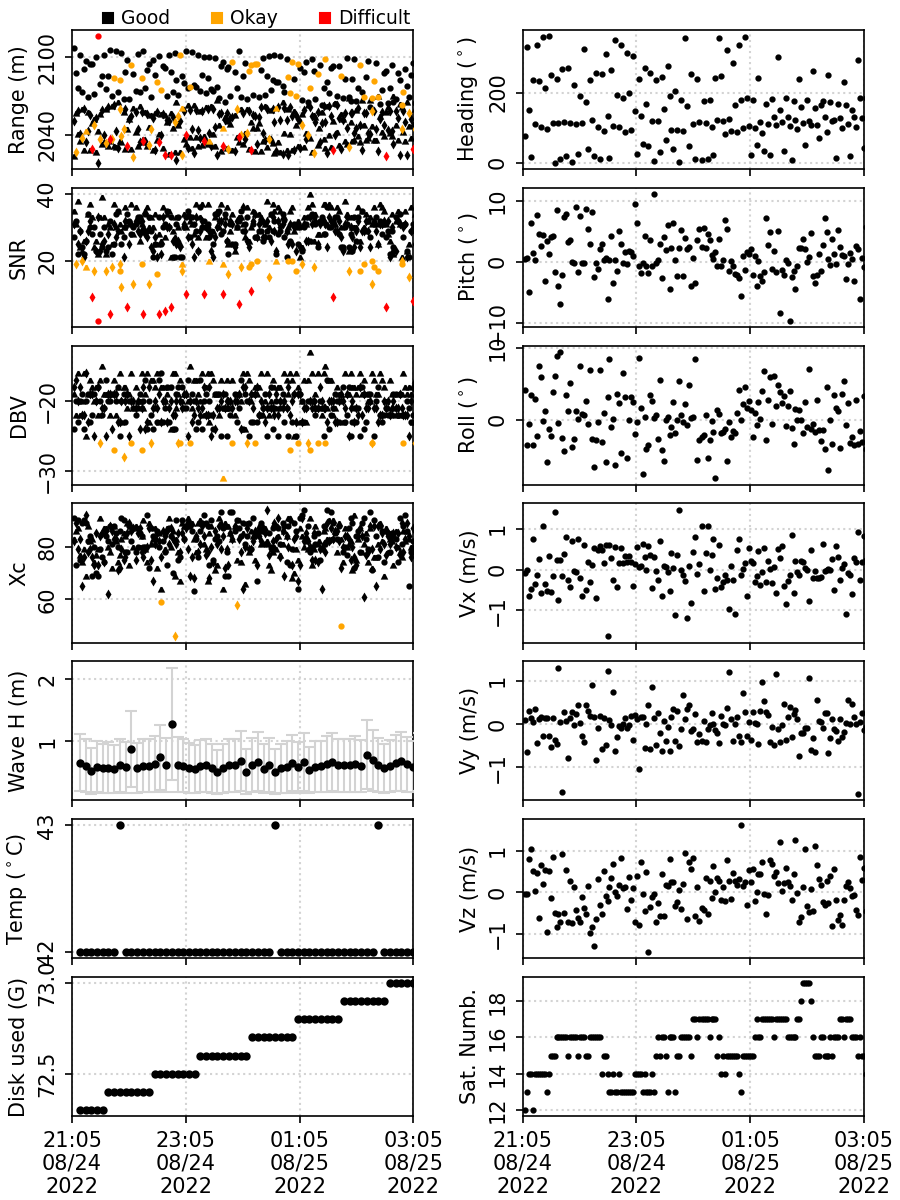 Good Okay Difficult
Range (m) 2100 2040
Heading (°) 200 0
SNR 40 20
Pitch (°) 10 0 −10
DBV −20 −30
Roll (°) 10 0
Xc 80 60
Vx (m/s) 1 0 −1
Wave H (m) 2 1
Vy (m/s) 1 0 −1
Temp (°C) 43 42
Vz (m/s) 1 0 −1
Disk used (G) 73.0 72.5
Sat. Numb. 18 16 14 12
21:05 23:05 01:05 03:05 21:05 23:05 01:05 03:05
08/24 08/24 08/25 08/25 08/24 08/24 08/25 08/25
2022 2022 2022 2022 2022 2022 2022 2022